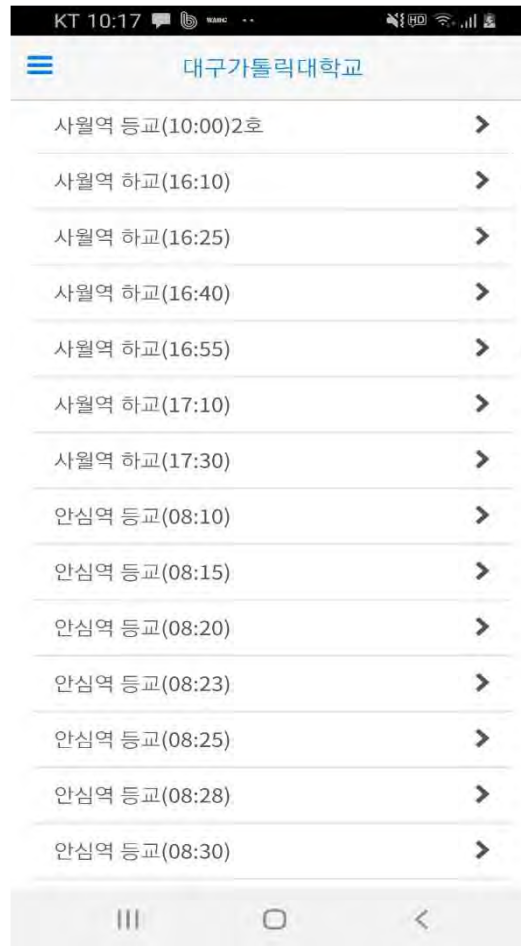 KT 10:17
대구가톨릭대학교
사월역 등교(10:00)2호
사월역 하교(16:10)
사월역 하교(16:25)
사월역 하교(16:40)
사월역 하교(16:55)
사월역 하교(17:10)
사월역 하교(17:30)
안심역 등교(08:10)
안심역 등교(08:15)
안심역 등교(08:20)
안심역 등교(08:23)
안심역 등교(08:25)
안심역 등교(08:28)
안심역 등교(08:30)